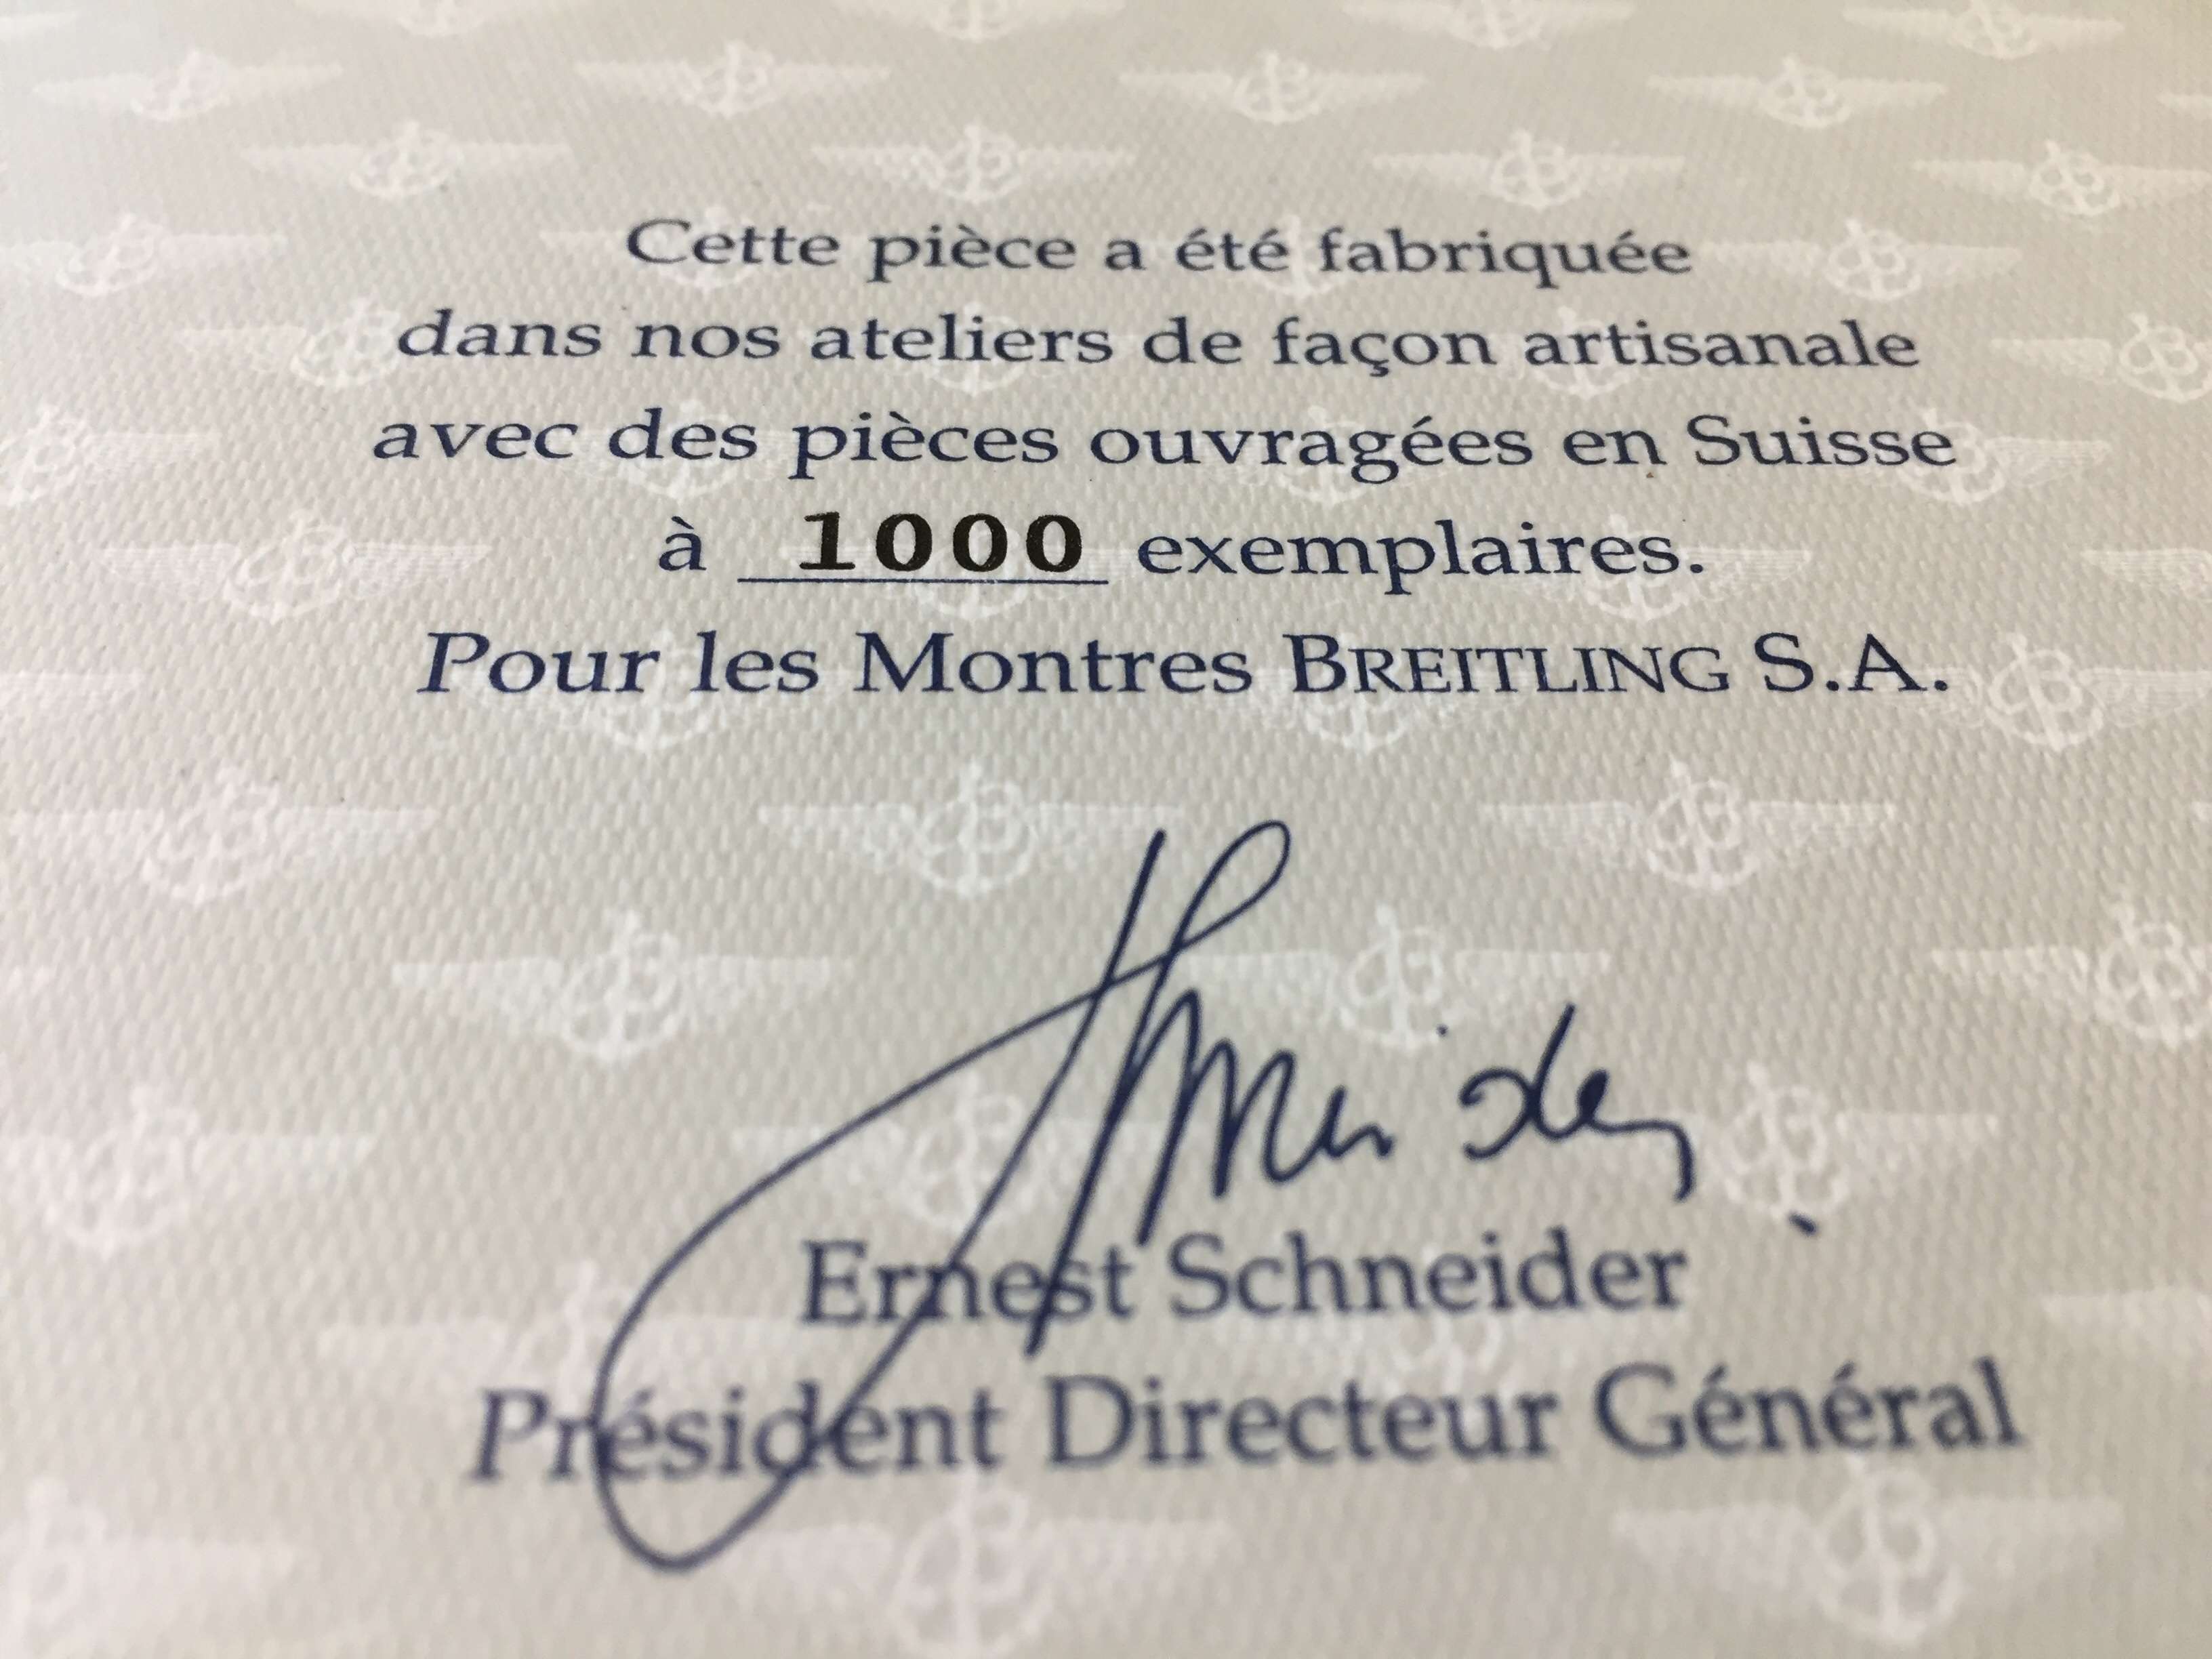 Cette pièce a été fabriquée
dans nos ateliers de façon artisanale
avec des pièces ouvragées en Suisse
à 1000 exemplaires.
Pour les Montres BREITLING S.A.
Schneider
Ernest Schneider
Président Directeur Général